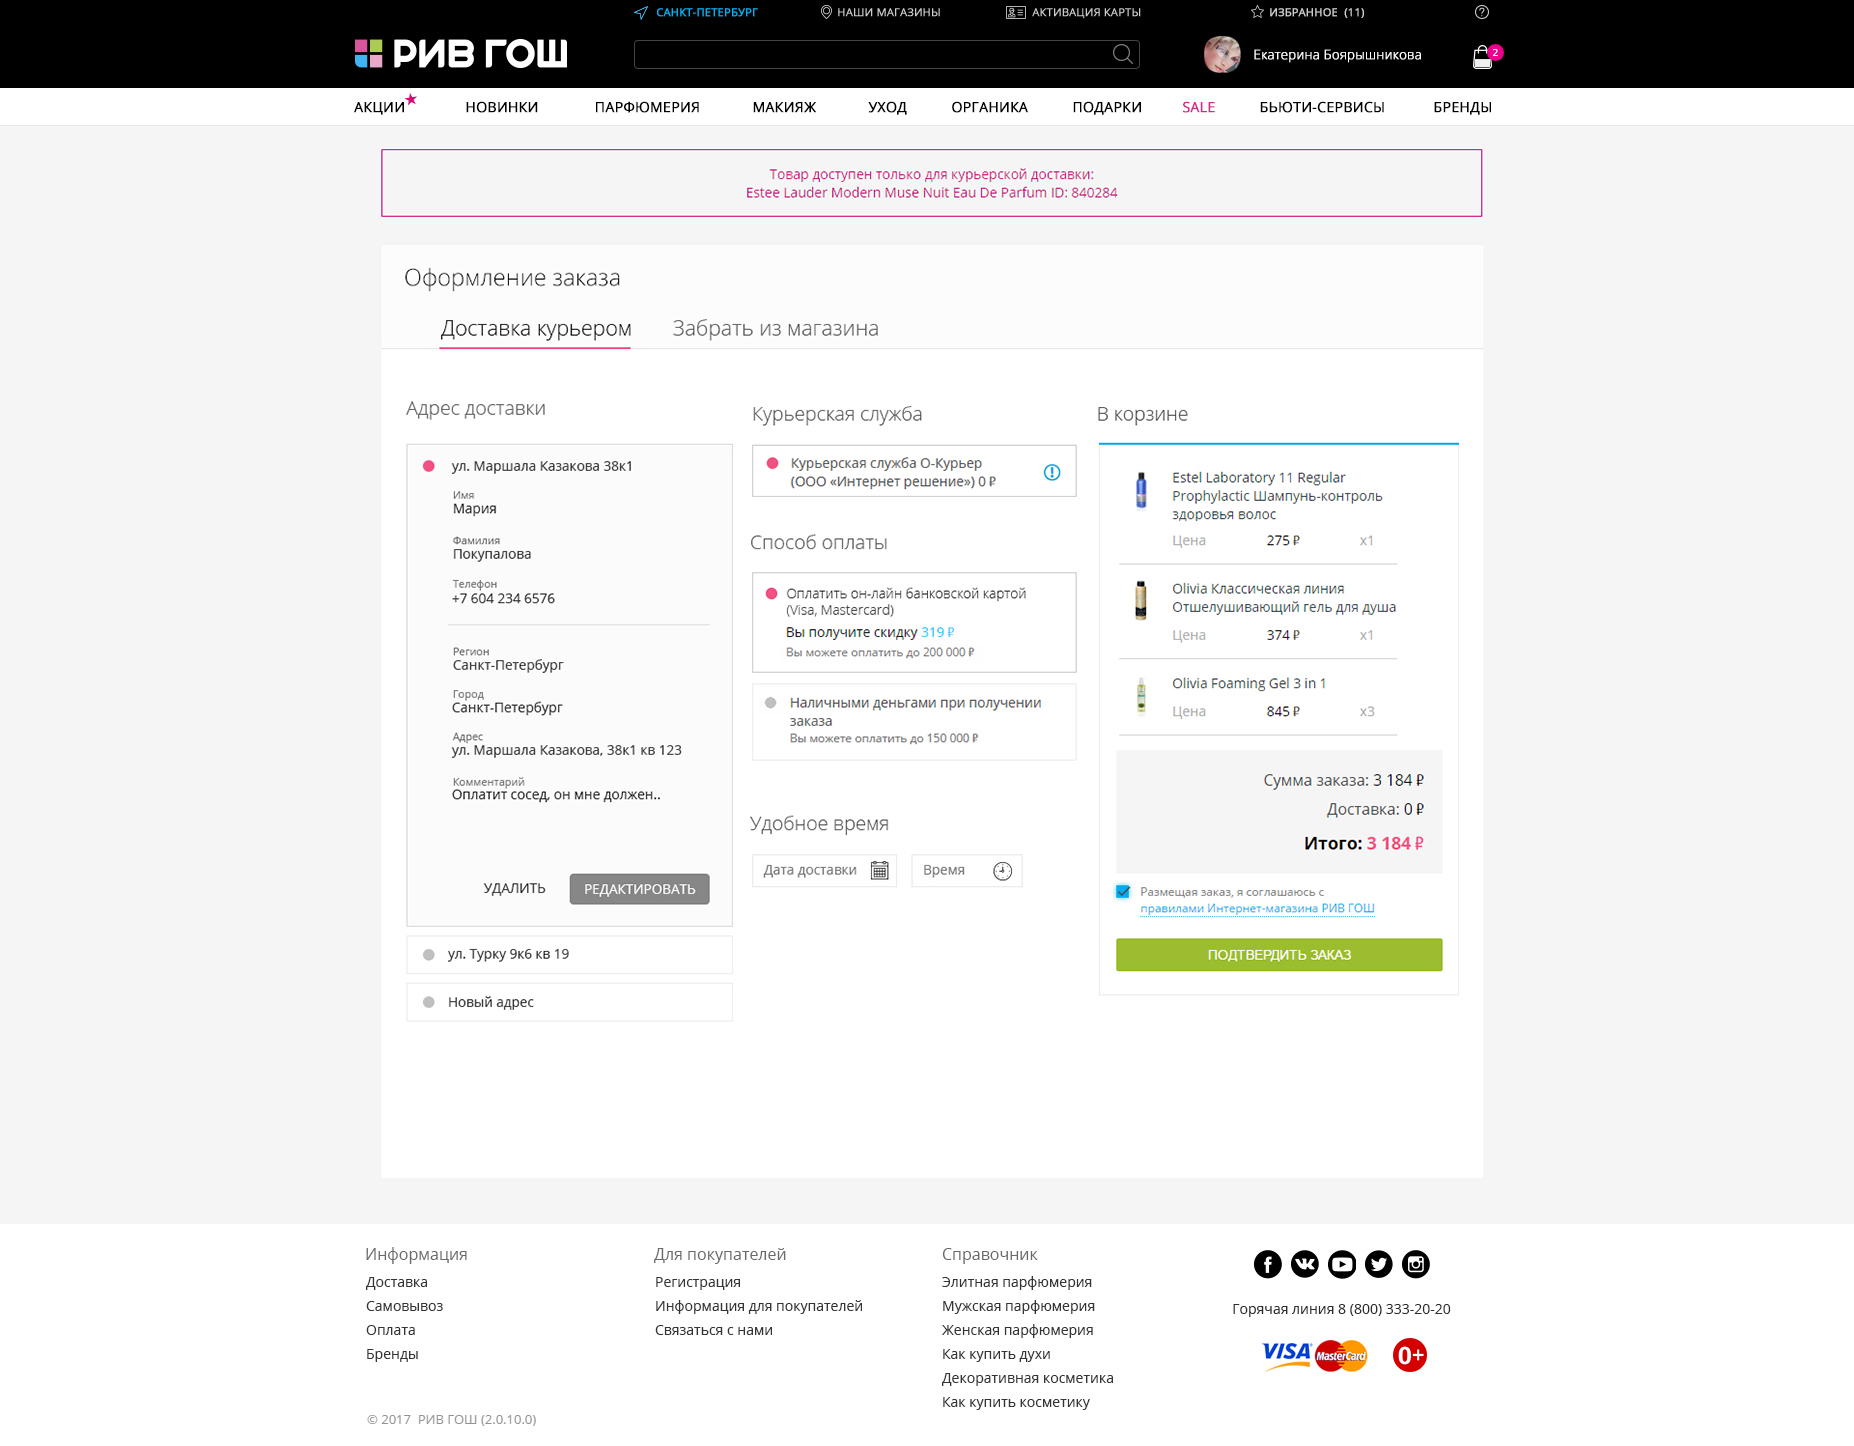 САНКТ-ПЕТЕРБУРГ
НАШИ МАГАЗИНЫ
АКТИВАЦИЯ КАРТЫ
ИЗБРАННОЕ (11)
?
РИВ ГОШ
Екатерина Боярышникова
2
АКЦИИ
НОВИНКИ
ПАРФЮМЕРИЯ
МАКИЯЖ
УХОД
ОРГАНИКА
ПОДАРКИ
SALE
БЬЮТИ-СЕРВИСЫ
БРЕНДЫ
Товар доступен только для курьерской доставки:
Estee Lauder Modern Muse Nuit Eau De Parfum ID: 840284
Оформление заказа
Доставка курьером
Забрать из магазина
Адрес доставки
ул. Маршала Казакова 38к1
Имя
Мария
Фамилия
Покупалова
Телефон
+7 604 234 6576
Регион
Санкт-Петербург
Город
Санкт-Петербург
Адрес
ул. Маршала Казакова, 38к1 кв 123
Комментарий
Оплатит сосед, он мне должен..
УДАЛИТЬ
РЕДАКТИРОВАТЬ
ул. Турку 9к6 кв 19
Новый адрес
Курьерская служба
Курьерская служба О-Курьер
(ООО «Интернет решение») 0 ₽
Способ оплаты
Оплатить он-лайн банковской картой
(Visa, Mastercard)
Вы получите скидку 319 ₽
Вы можете оплатить до 200 000 ₽
Наличными деньгами при получении
заказа
Вы можете оплатить до 150 000 ₽
Удобное время
Дата доставки
Время
В корзине
Estel Laboratory 11 Regular
Prophylactic Шампунь-контроль
здоровья волос
Цена 275 ₽ x1
Olivia Классическая линия
Отшелушивающий гель для душа
Цена 374 ₽ x1
Olivia Foaming Gel 3 in 1
Цена 845 ₽ x3
Сумма заказа: 3 184 ₽
Доставка: 0 ₽
Итого: 3 184 ₽
Размещая заказ, я соглашаюсь с
правилами Интернет-магазина РИВ ГОШ
ПОДТВЕРДИТЬ ЗАКАЗ
Информация
Доставка
Самовывоз
Оплата
Бренды
Для покупателей
Регистрация
Информация для покупателей
Связаться с нами
Справочник
Элитная парфюмерия
Мужская парфюмерия
Женская парфюмерия
Как купить духи
Декоративная косметика
Как купить косметику
Горячая линия 8 (800) 333-20-20
VISA
MasterCard
0+
© 2017 РИВ ГОШ (2.0.10.0)